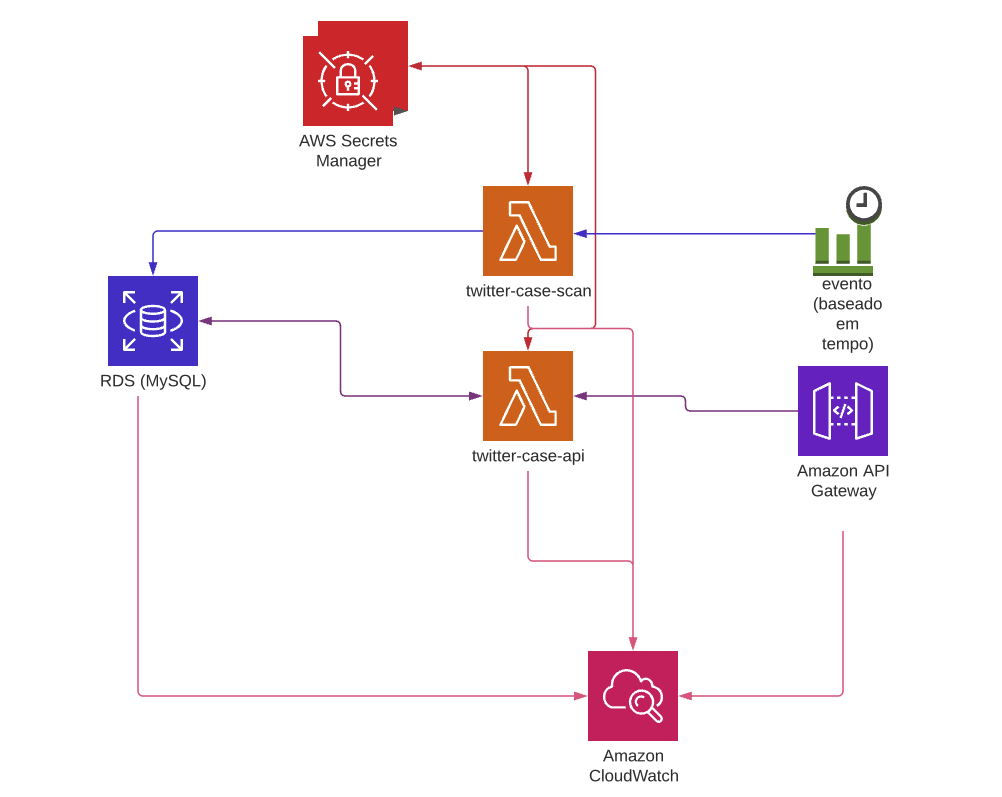 AWS Secrets
Manager
twitter-case-scan
evento
(baseado
em
tempo)
RDS (MySQL)
twitter-case-api
Amazon API
Gateway
Amazon
CloudWatch